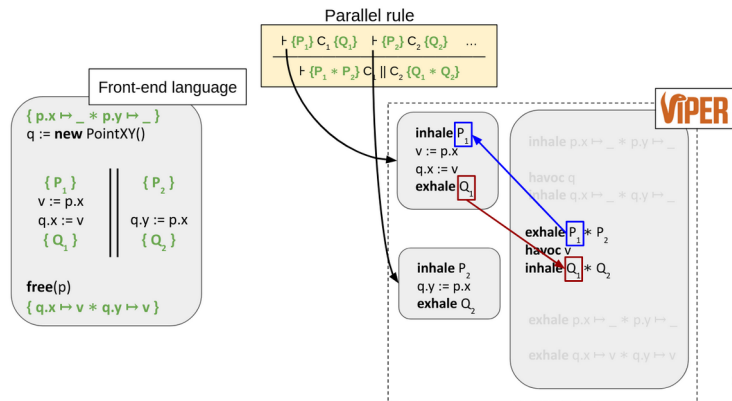 Parallel rule
⊢ {P₁} C₁ {Q₁} ⊢ {P₂} C₂ {Q₂} ...
⊢ {P₁ * P₂} C₁ || C₂ {Q₁ * Q₂}
Front-end language
{ p.x ↦ _ * p.y ↦ _ }
q := new PointXY()
{ P₁ }
v := p.x
q.x := v
{ Q₁ }
{ P₂ }
q.y := p.x
{ Q₂ }
free(p)
{ q.x ↦ v * q.y ↦ v }
inhale P₁
v := p.x
q.x := v
exhale Q₁
inhale P₂
q.y := p.x
exhale Q₂
VIPER
inhale p.x ↦ _ * p.y ↦ _
havoc q
inhale q.x ↦ _ * q.y ↦ _
exhale P₁ * P₂
havoc v
inhale Q₁ * Q₂
exhale p.x ↦ _ * p.y ↦ _
exhale q.x ↦ v * q.y ↦ v